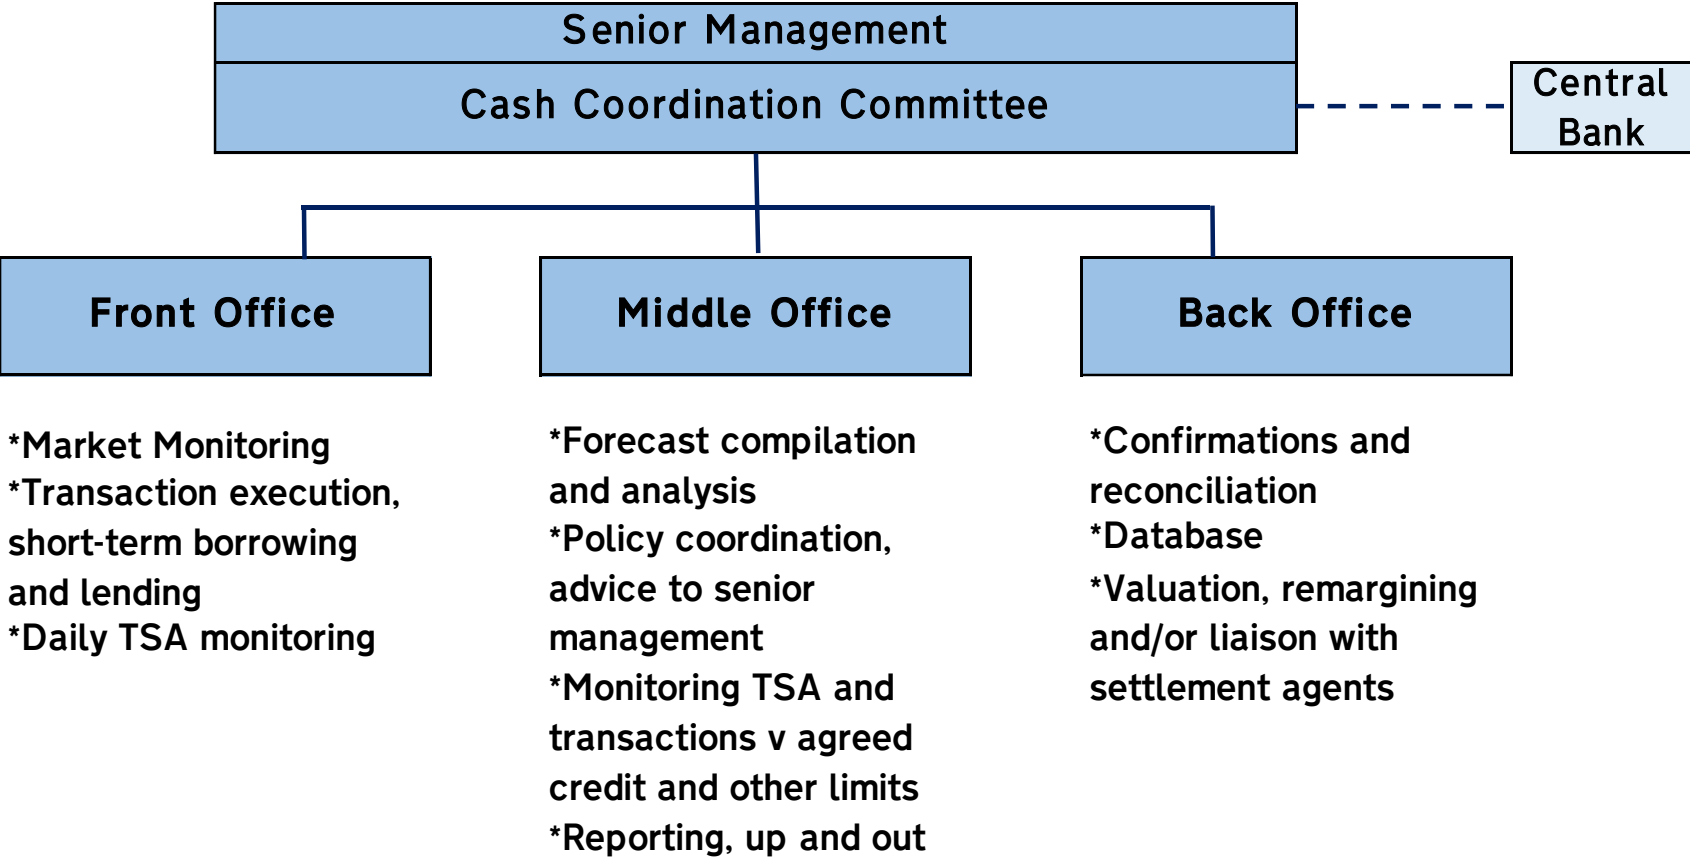 Senior Management
Cash Coordination Committee
Central
Bank
Front Office
Middle Office
Back Office
*Market Monitoring
*Transaction execution,
short-term borrowing
and lending
*Daily TSA monitoring
*Forecast compilation
and analysis
*Policy coordination,
advice to senior
management
*Monitoring TSA and
transactions v agreed
credit and other limits
*Reporting, up and out
*Confirmations and
reconciliation
*Database
*Valuation, remargining
and/or liaison with
settlement agents